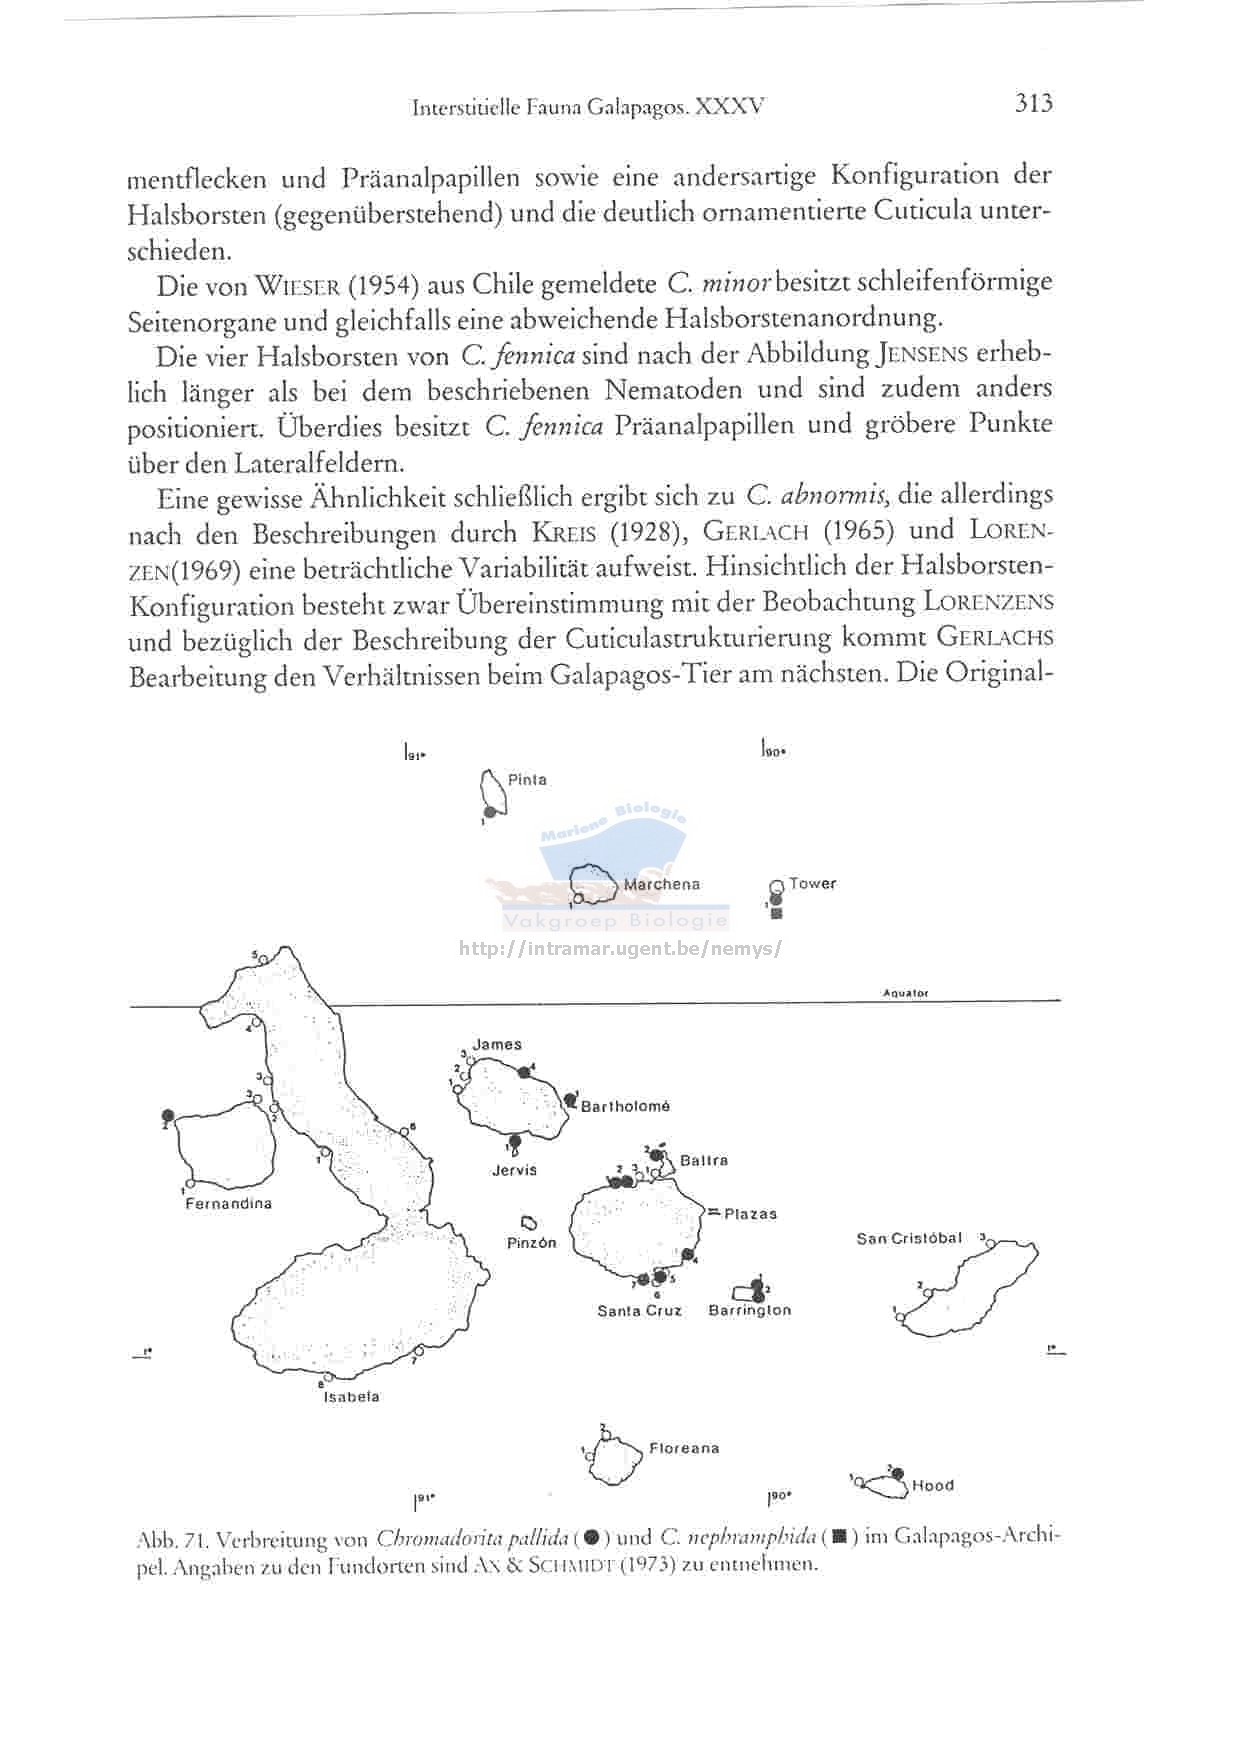 Interstitielle Fauna Galapagos. XXXV 313
mentflecken und Präanalpapillen sowie eine andersartige Konfiguration der
Halsborsten (gegenüberstehend) und die deutlich ornamentierte Cuticula unter-
schieden.
Die von WIESER (1954) aus Chile gemeldete C. minor besitzt schleifenförmige
Seitenorgane und gleichfalls eine abweichende Halsborstenanordnung.
Die vier Halsborsten von C. fennica sind nach der Abbildung JENSENS erheb-
lich länger als bei dem beschriebenen Nematoden und sind zudem anders
positioniert. Überdies besitzt C. fennica Präanalpapillen und gröbere Punkte
über den Lateralfeldern.
Eine gewisse Ähnlichkeit schließlich ergibt sich zu C. abnormis, die allerdings
nach den Beschreibungen durch KREIS (1928), GERLACH (1965) und LOREN-
ZEN(1969) eine beträchtliche Variabilität aufweist. Hinsichtlich der Halsborsten-
Konfiguration besteht zwar Übereinstimmung mit der Beobachtung LORENZENS
und bezüglich der Beschreibung der Cuticulastrukturierung kommt GERLACHS
Bearbeitung den Verhältnissen beim Galapagos-Tier am nächsten. Die Original-
91° 90°
Pinta
1
Marine Biologie
Marchena
1
Tower
1
Vakgroep Biologie
http://intramar.ugent.be/nemys/
5
Aquator
4
James
3
2
1
4
3
3
2
2
1
Bartholomé
6
1
1
Jervis
Baltra
2
2 3 1
1
Fernandina
Plazas
Pinzón
San Cristóbal 3
4
7 5
6
1
2
2
1
Santa Cruz Barrington
1° 1°
7
8
Isabela
2
1
Floreana
1 2
Hood
91° 90°
Abb. 71. Verbreitung von Chromadorita pallida (●) und C. nephramphida (■) im Galapagos-Archi-
pel. Angaben zu den Fundorten sind AX & SCHMIDT (1973) zu entnehmen.